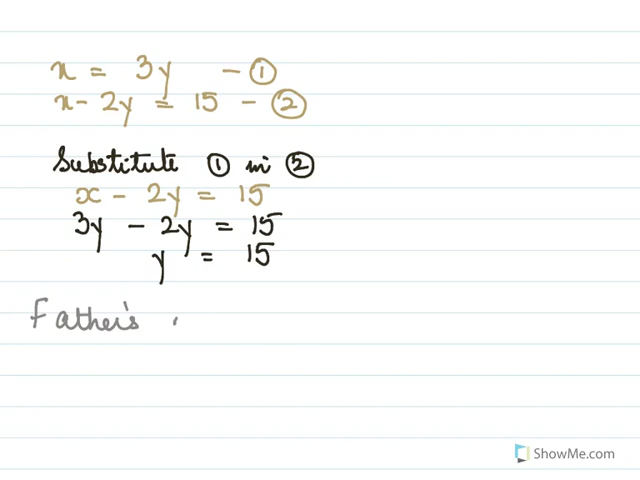 x = 3y - ①
x - 2y = 15 - ②
Substitute ① in ②
x - 2y = 15
3y - 2y = 15
y = 15
Father's
ShowMe.com